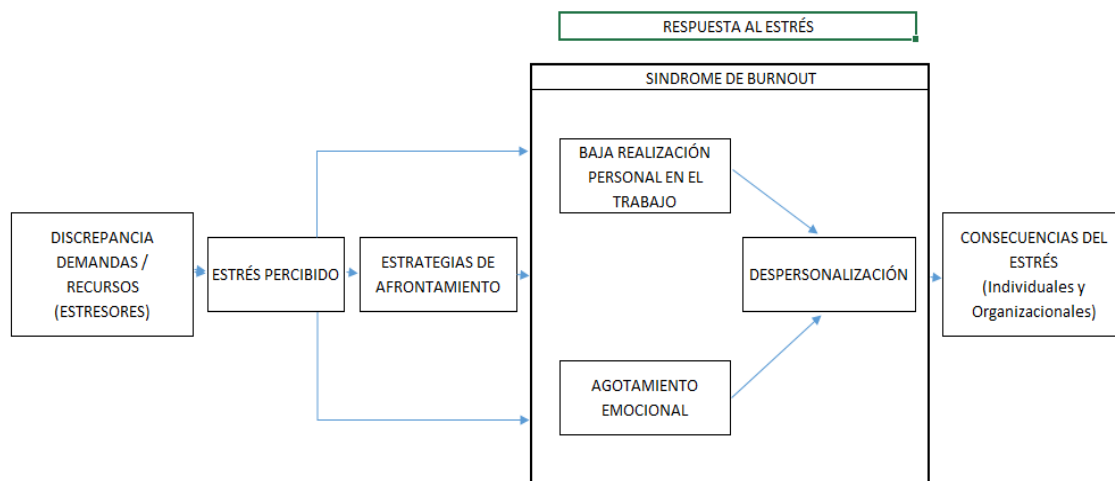 RESPUESTA AL ESTRÉS
SINDROME DE BURNOUT
BAJA REALIZACIÓN
PERSONAL EN EL
TRABAJO
DISCREPANCIA
DEMANDAS /
RECURSOS
(ESTRESORES)
ESTRÉS PERCIBIDO
ESTRATEGIAS DE
AFRONTAMIENTO
DESPERSONALIZACIÓN
CONSECUENCIAS DEL
ESTRÉS
(Individuales y
Organizacionales)
AGOTAMIENTO
EMOCIONAL